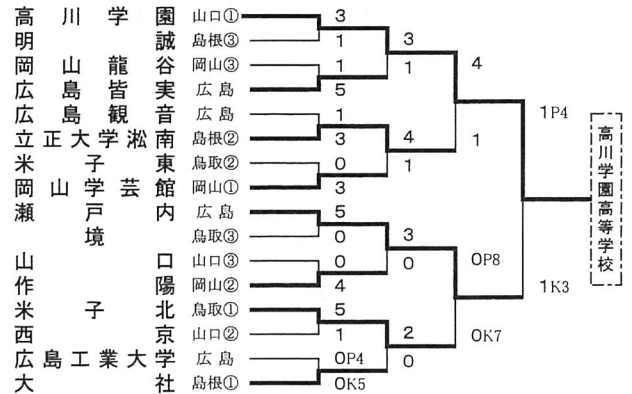 高川学園 山口① 3
明誠 島根③ 1
3
岡山龍谷 岡山③ 1
1
4
広島皆実 広島 5
広島観音 広島 1
1P4
立正大学淞南 島根② 3
4
1
米子東 鳥取② 0
1
岡山学芸館 岡山① 3
高川学園高等学校
瀬戸内 広島 5
境 鳥取③ 0
3
山口 山口③ 0
0
0P8
作陽 岡山② 4
1K3
米子北 鳥取① 5
西京 山口② 1
2
0K7
広島工業大学 広島 0P4
0
大社 島根① 0K5